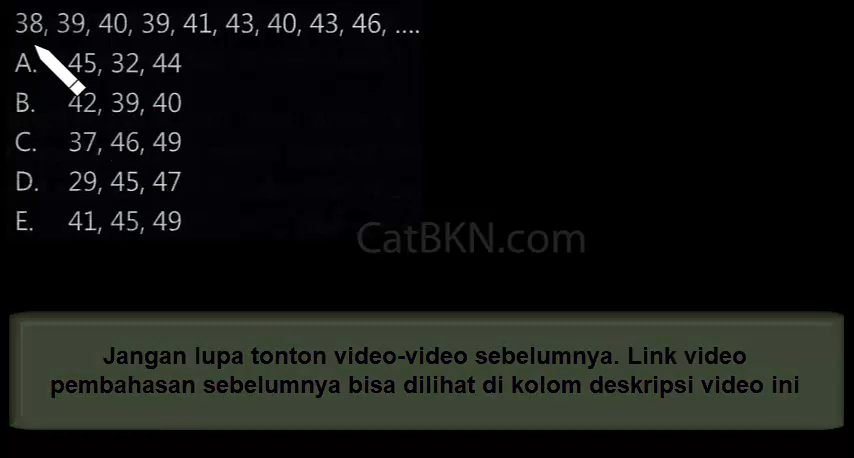 38, 39, 40, 39, 41, 43, 40, 43, 46, ....
A. 45, 32, 44
B. 42, 39, 40
C. 37, 46, 49
D. 29, 45, 47
E. 41, 45, 49
CatBKN.com
Jangan lupa tonton video-video sebelumnya. Link video
pembahasan sebelumnya bisa dilihat di kolom deskripsi video ini